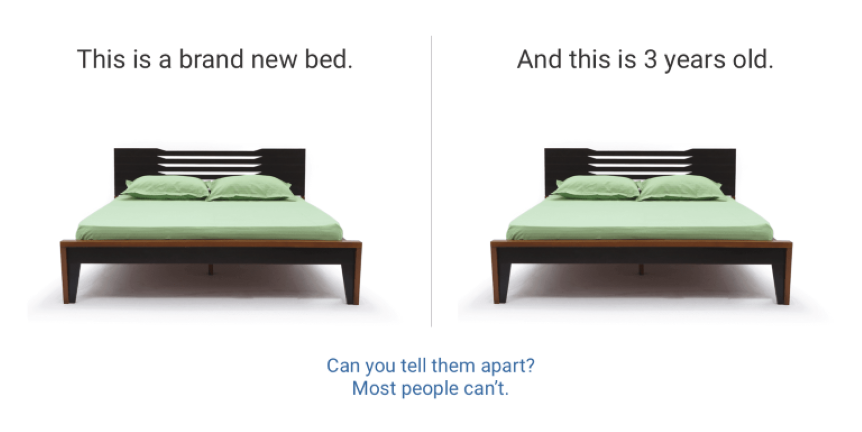 This is a brand new bed.
And this is 3 years old.
Can you tell them apart?
Most people can't.